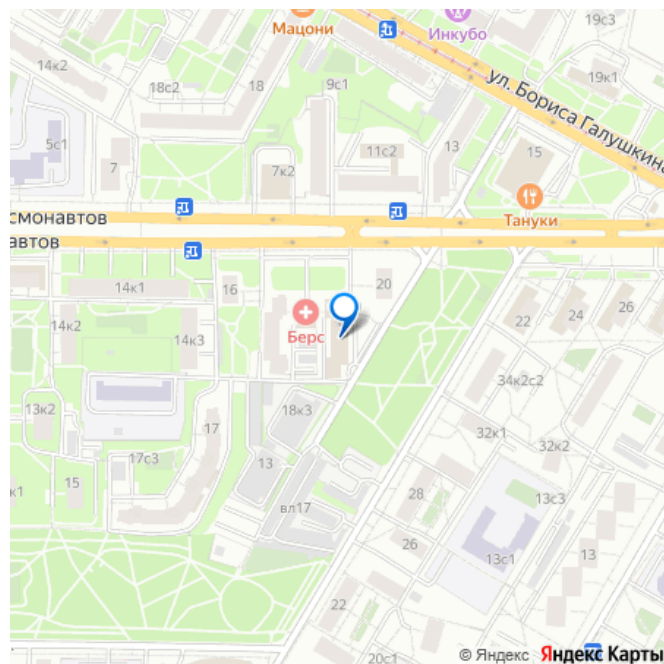 Мацони
Инкубо
19с3
14к2
18с2
18
9с1
ул. Бориса Галушкина
19к1
5с1
7
7к2
11с2
13
15
Тануки
смонавтов
автов
14к1
16
20
Берс
14к2
14к3
22
24
26
34к2с2
13к2
18к3
17
32к1
32к2
17с3
13
к1
15
вл17
28
13с3
26
13с1
13
22
20с1
© Яндекс Яндекс Карты